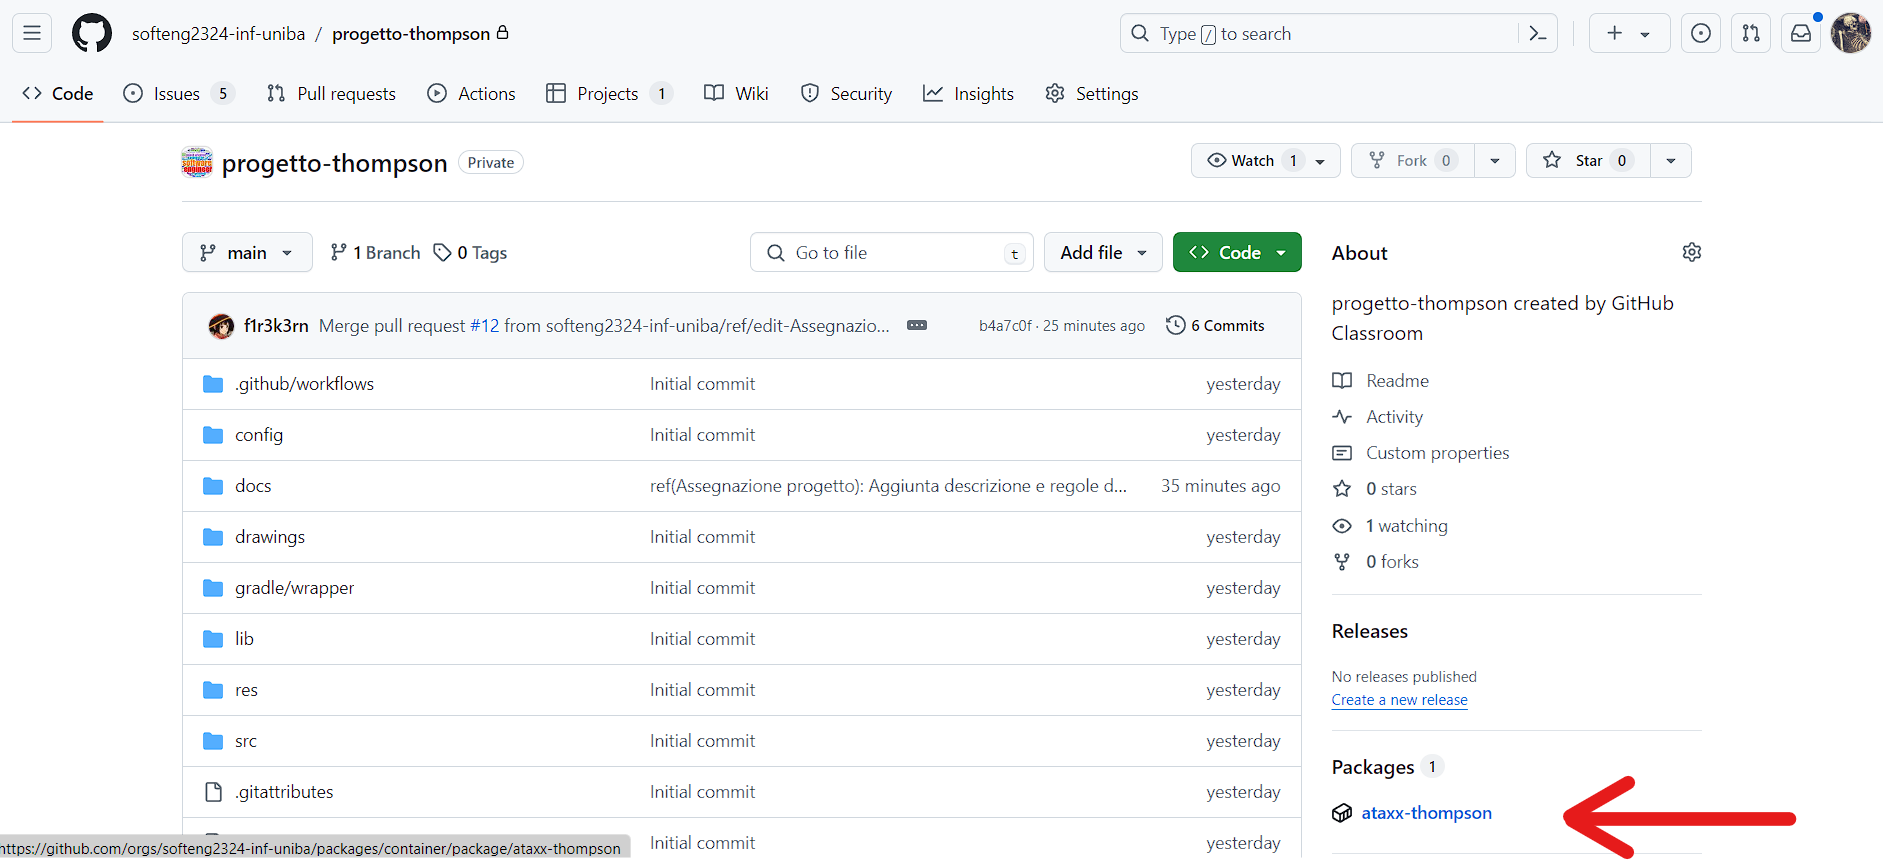 softeng2324-inf-uniba / progetto-thompson
Type / to search
Code Issues 5 Pull requests Actions Projects 1 Wiki Security Insights Settings
progetto-thompson Private
Watch 1 Fork 0 Star 0
main 1 Branch 0 Tags Go to file t Add file Code
f1r3k3rn Merge pull request #12 from softeng2324-inf-uniba/ref/edit-Assegnazio... b4a7c0f · 25 minutes ago 6 Commits
.github/workflows Initial commit yesterday
config Initial commit yesterday
docs ref(Assegnazione progetto): Aggiunta descrizione e regole d... 35 minutes ago
drawings Initial commit yesterday
gradle/wrapper Initial commit yesterday
lib Initial commit yesterday
res Initial commit yesterday
src Initial commit yesterday
.gitattributes Initial commit yesterday
Initial commit yesterday
https://github.com/orgs/softeng2324-inf-uniba/packages/container/package/ataxx-thompson
About
progetto-thompson created by GitHub
Classroom
Readme
Activity
Custom properties
0 stars
1 watching
0 forks
Releases
No releases published
Create a new release
Packages 1
ataxx-thompson